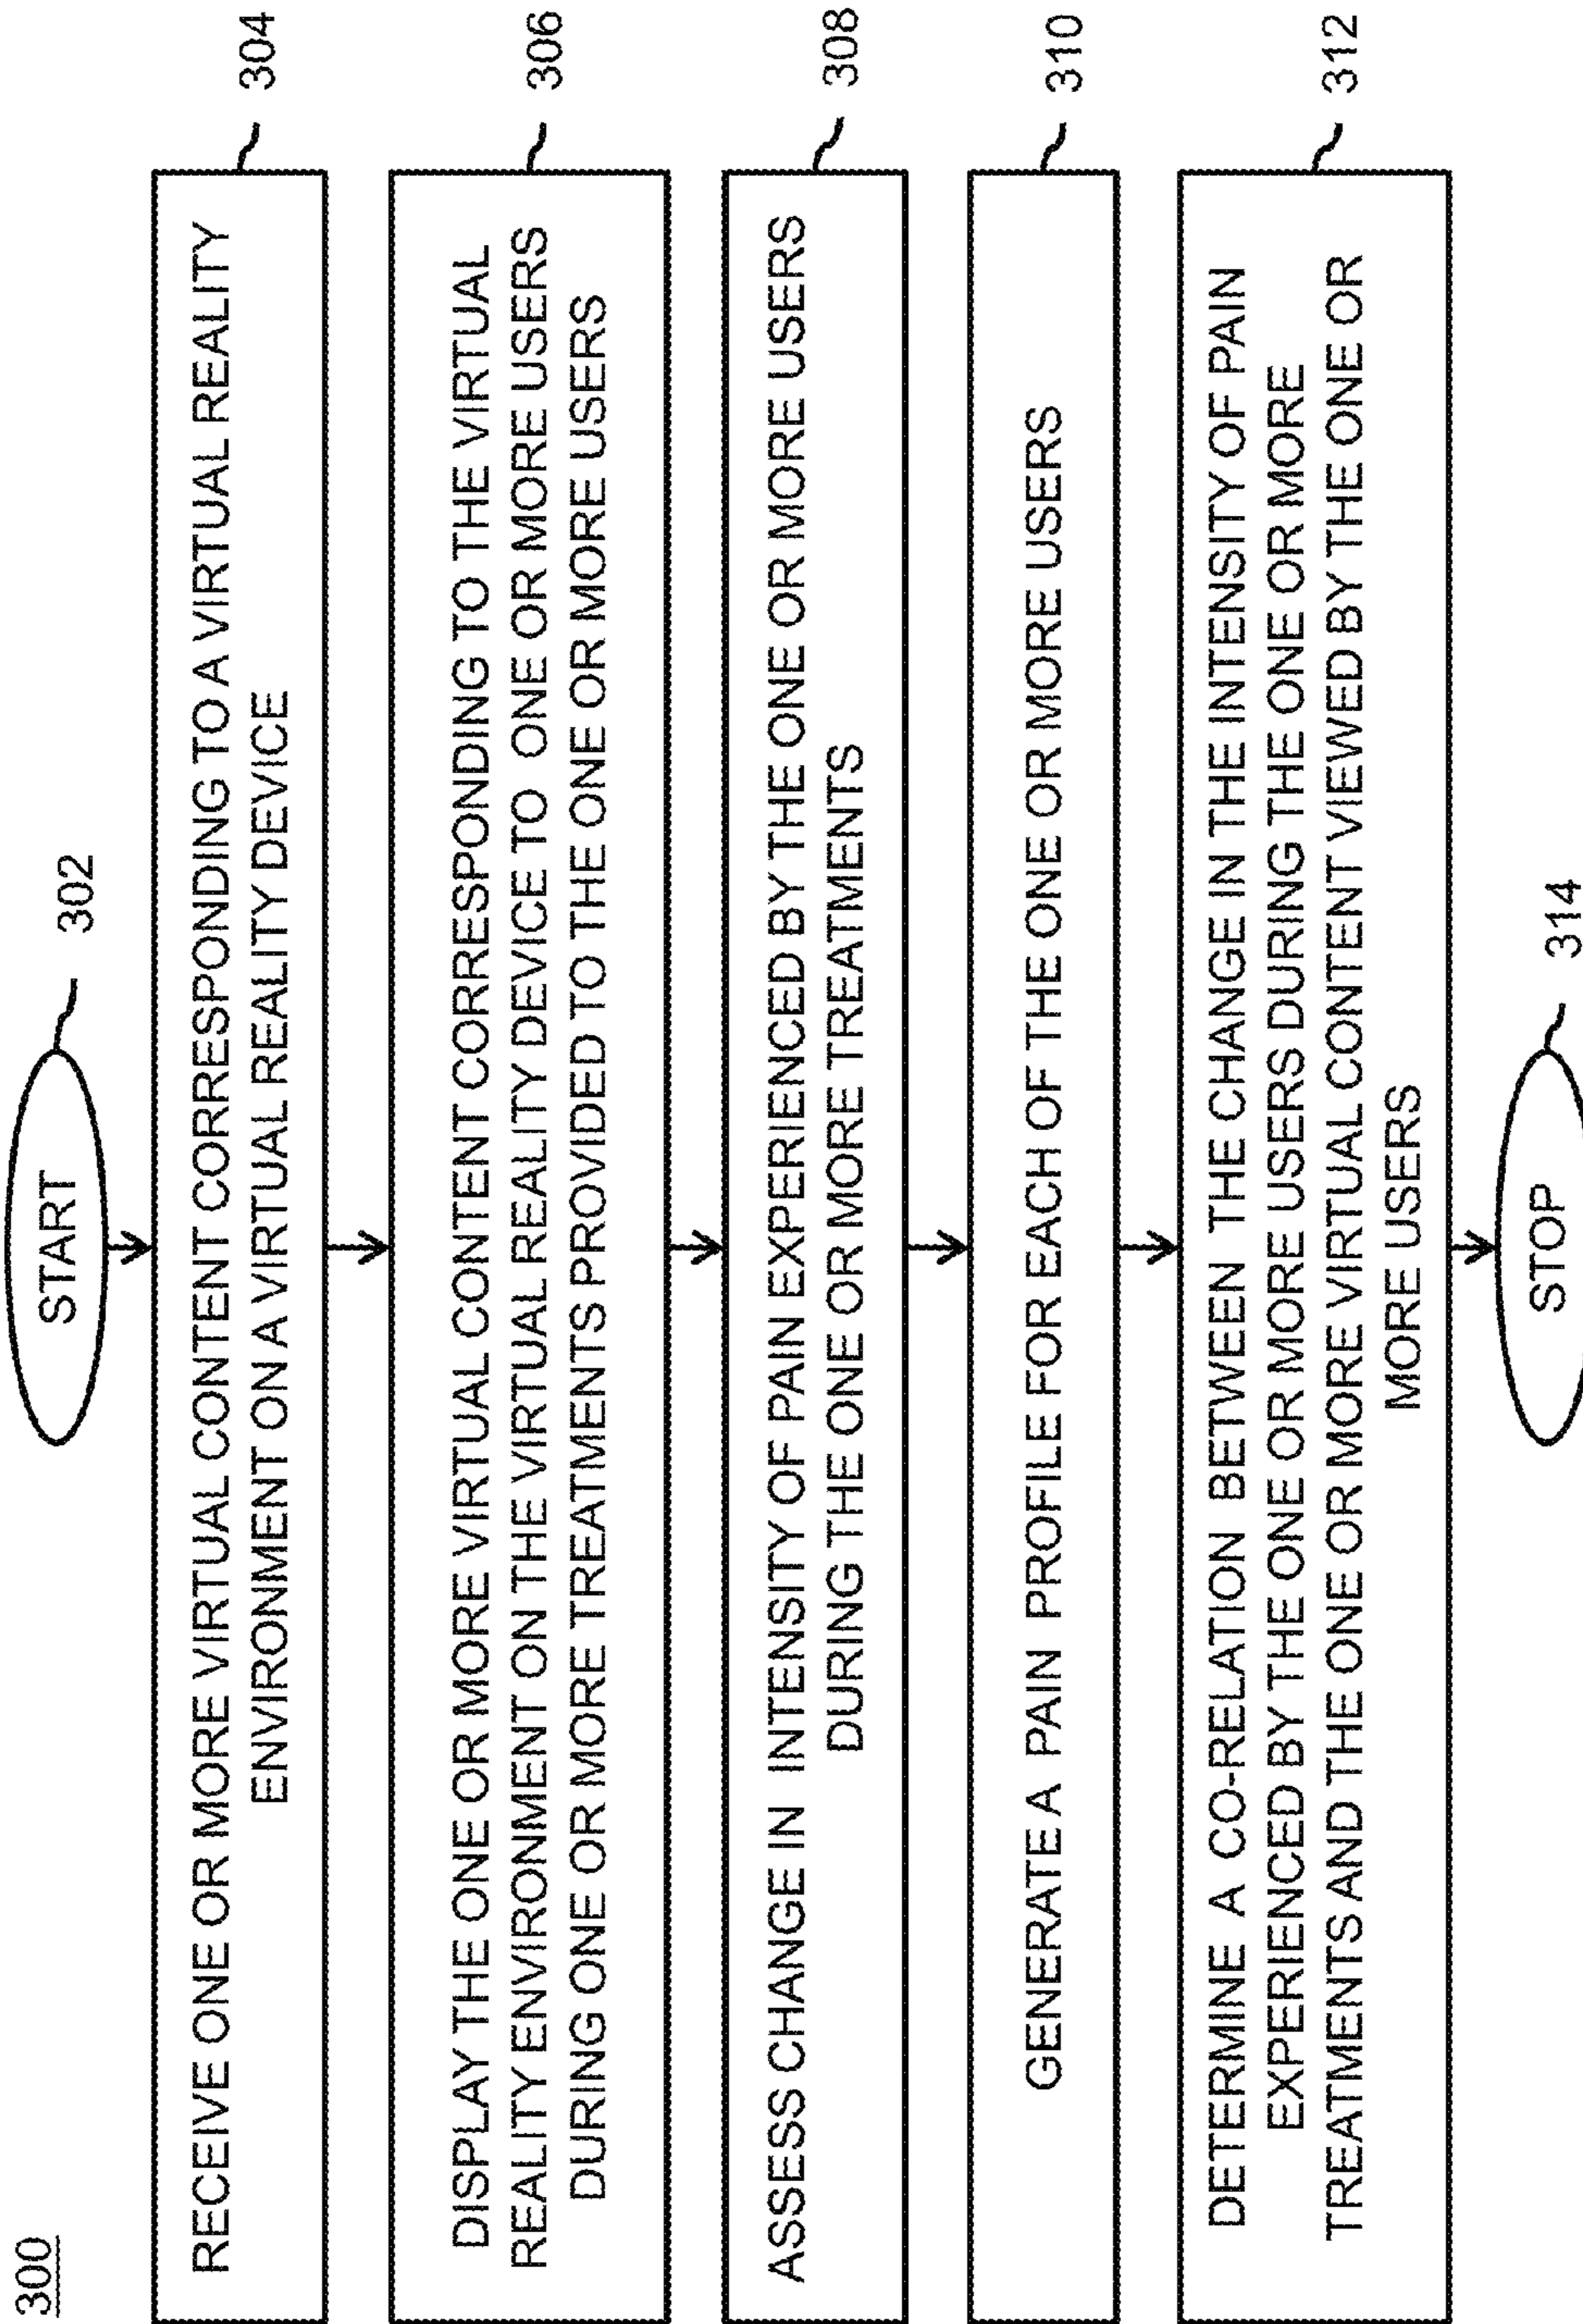 300
START
302
RECEIVE ONE OR MORE VIRTUAL CONTENT CORRESPONDING TO A VIRTUAL REALITY
ENVIRONMENT ON A VIRTUAL REALITY DEVICE
304
DISPLAY THE ONE OR MORE VIRTUAL CONTENT CORRESPONDING TO THE VIRTUAL
REALITY ENVIRONMENT ON THE VIRTUAL REALITY DEVICE TO ONE OR MORE USERS
DURING ONE OR MORE TREATMENTS PROVIDED TO THE ONE OR MORE USERS
306
ASSESS CHANGE IN INTENSITY OF PAIN EXPERIENCED BY THE ONE OR MORE USERS
DURING THE ONE OR MORE TREATMENTS
308
GENERATE A PAIN PROFILE FOR EACH OF THE ONE OR MORE USERS
310
DETERMINE A CO-RELATION BETWEEN THE CHANGE IN THE INTENSITY OF PAIN
EXPERIENCED BY THE ONE OR MORE USERS DURING THE ONE OR MORE
TREATMENTS AND THE ONE OR MORE VIRTUAL CONTENT VIEWED BY THE ONE OR
MORE USERS
312
STOP
314